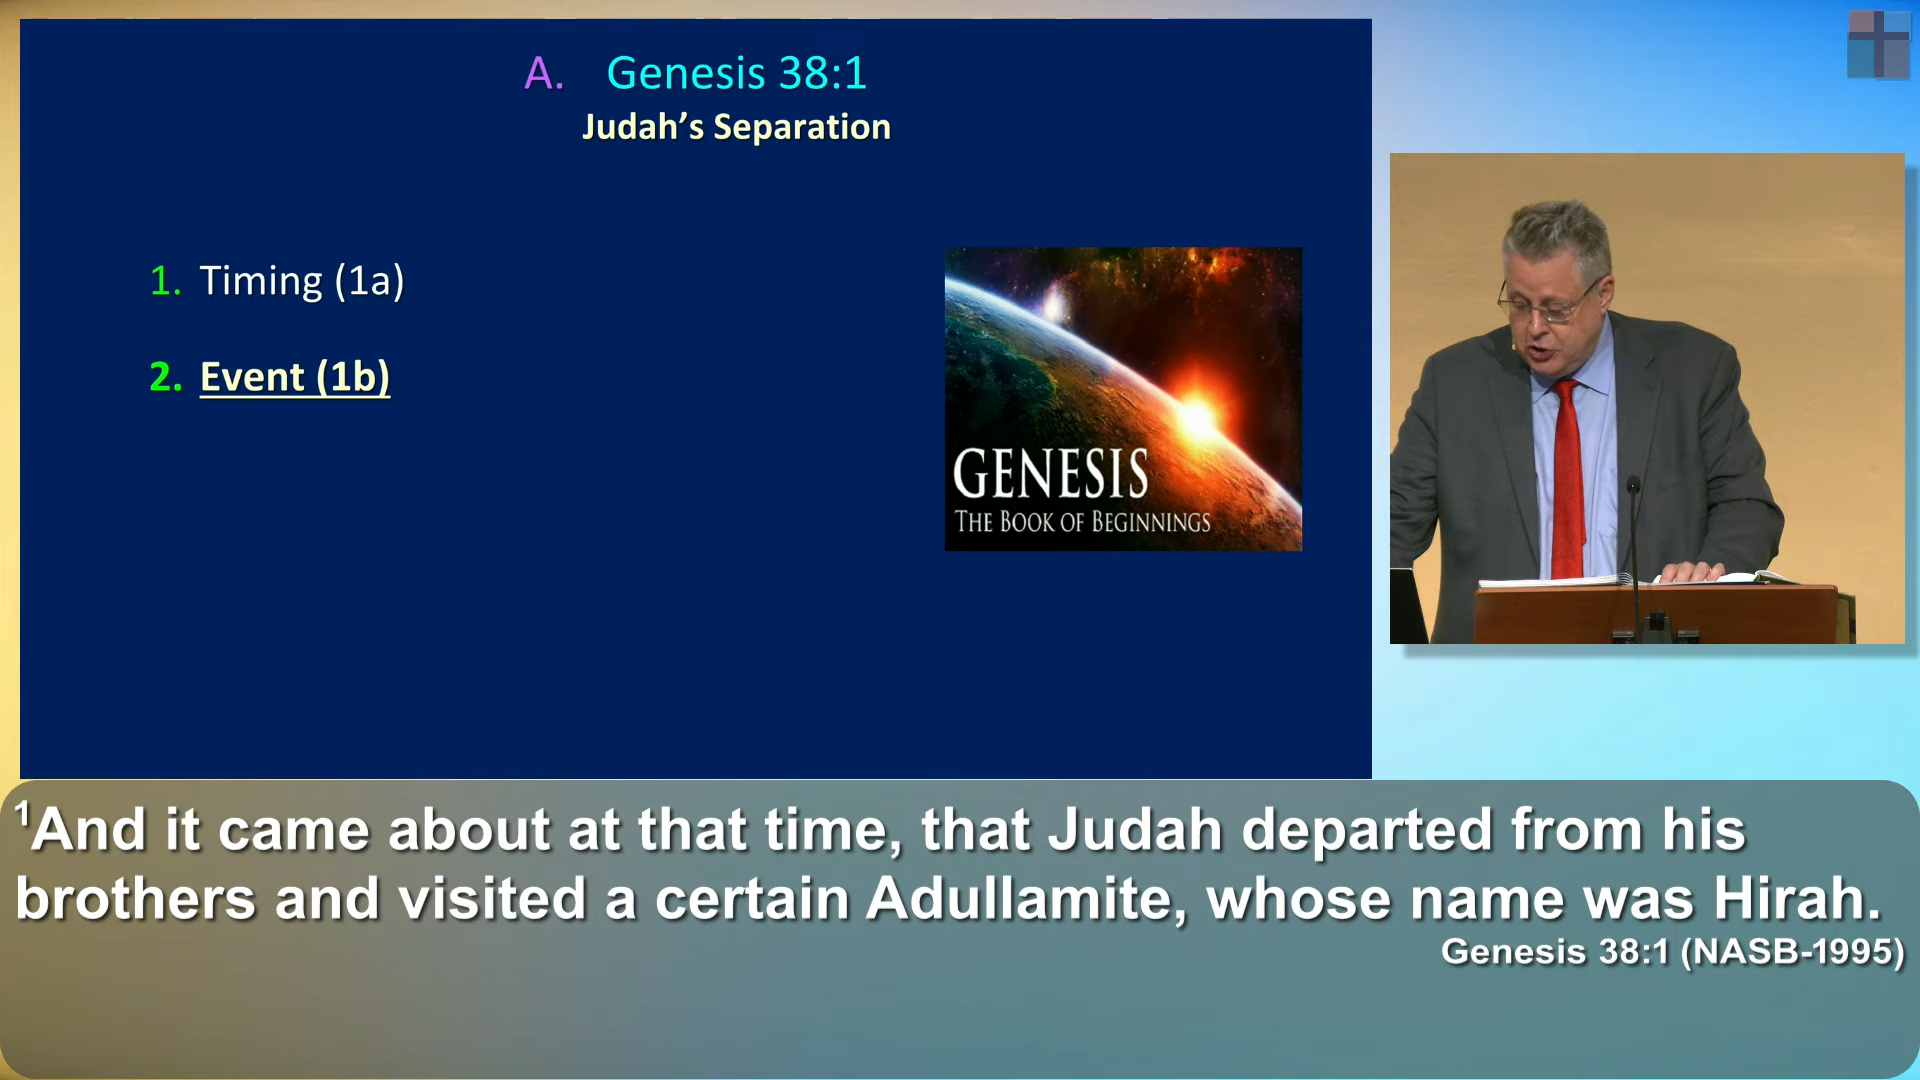 A. Genesis 38:1
Judah’s Separation
1. Timing (1a)
2. Event (1b)
GENESIS
THE BOOK OF BEGINNINGS
1And it came about at that time, that Judah departed from his
brothers and visited a certain Adullamite, whose name was Hirah.
Genesis 38:1 (NASB-1995)